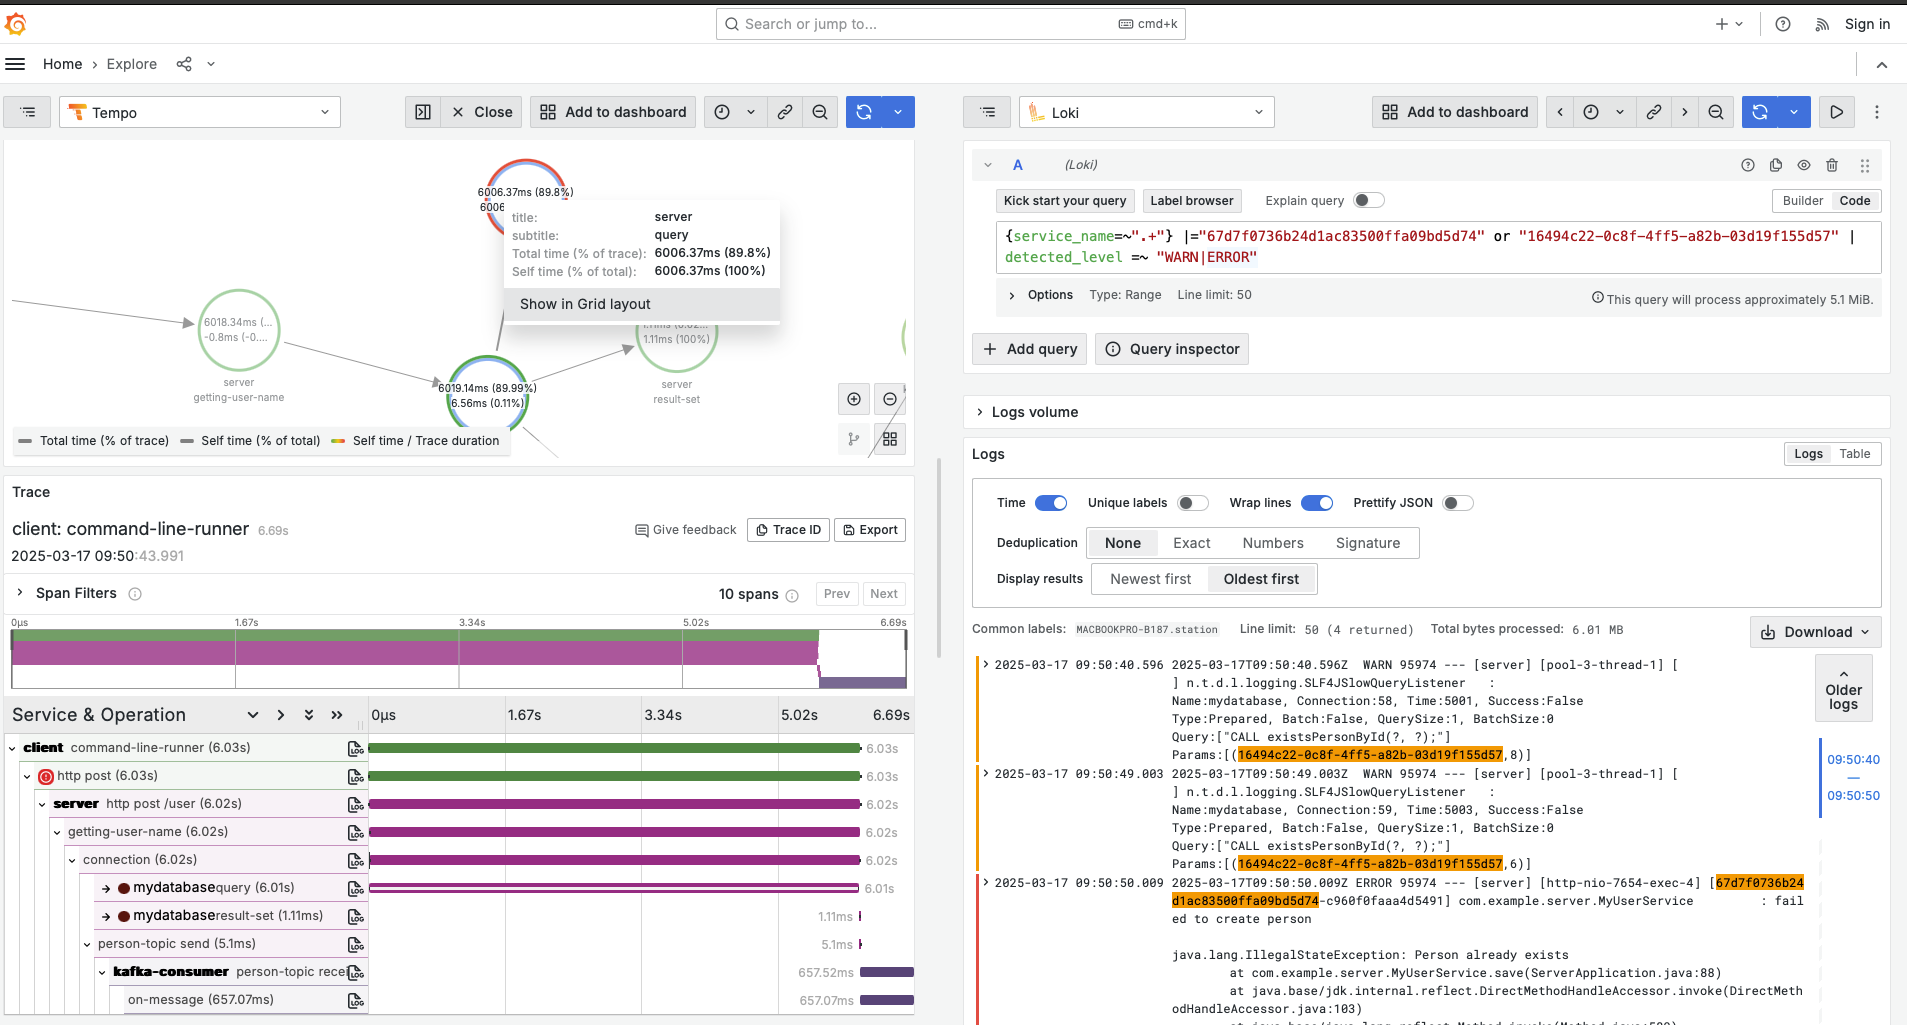 Search or jump to...
cmd+k
Sign in
Home › Explore
Tempo
Close
Add to dashboard
6006.37ms (89.8%)
6006
title: server
subtitle: query
Total time (% of trace): 6006.37ms (89.8%)
Self time (% of total): 6006.37ms (100%)
Show in Grid layout
6018.34ms (...
-0.8ms (-0....
server
getting-user-name
1.11ms (100%)
server
result-set
6019.14ms (89.99%)
6.56ms (0.11%)
Total time (% of trace)
Self time (% of total)
Self time / Trace duration
Trace
client: command-line-runner 6.69s
Give feedback
Trace ID
Export
2025-03-17 09:50:43.991
Span Filters
10 spans
Prev
Next
0µs 1.67s 3.34s 5.02s 6.69s
Service & Operation
0µs 1.67s 3.34s 5.02s 6.69s
client command-line-runner (6.03s) LOG 6.03s
http post (6.03s) LOG 6.03s
server http post /user (6.02s) LOG 6.02s
getting-user-name (6.02s) LOG 6.02s
connection (6.02s) LOG 6.02s
mydatabase query (6.01s) LOG 6.01s
mydatabase result-set (1.11ms) LOG 1.11ms
person-topic send (5.1ms) LOG 5.1ms
kafka-consumer person-topic recei LOG 657.52ms
on-message (657.07ms) LOG 657.07ms
Loki
Add to dashboard
A (Loki)
Kick start your query
Label browser
Explain query
Builder
Code
{service_name=~".+"} |="67d7f0736b24d1ac83500ffa09bd5d74" or "16494c22-0c8f-4ff5-a82b-03d19f155d57" |
detected_level =~ "WARN|ERROR"
Options Type: Range Line limit: 50
This query will process approximately 5.1 MiB.
Add query
Query inspector
Logs volume
Logs
Logs
Table
Time
Unique labels
Wrap lines
Prettify JSON
Deduplication None Exact Numbers Signature
Display results Newest first Oldest first
Common labels: MACBOOKPRO-B187.station Line limit: 50 (4 returned) Total bytes processed: 6.01 MB
Download
2025-03-17 09:50:40.596 2025-03-17T09:50:40.596Z WARN 95974 --- [server] [pool-3-thread-1] [
] n.t.d.l.logging.SLF4JSlowQueryListener :
Name:mydatabase, Connection:58, Time:5001, Success:False
Type:Prepared, Batch:False, QuerySize:1, BatchSize:0
Query:["CALL existsPersonById(?, ?);"]
Params:[(16494c22-0c8f-4ff5-a82b-03d19f155d57,8)]
2025-03-17 09:50:49.003 2025-03-17T09:50:49.003Z WARN 95974 --- [server] [pool-3-thread-1] [
] n.t.d.l.logging.SLF4JSlowQueryListener :
Name:mydatabase, Connection:59, Time:5003, Success:False
Type:Prepared, Batch:False, QuerySize:1, BatchSize:0
Query:["CALL existsPersonById(?, ?);"]
Params:[(16494c22-0c8f-4ff5-a82b-03d19f155d57,6)]
2025-03-17 09:50:50.009 2025-03-17T09:50:50.009Z ERROR 95974 --- [server] [http-nio-7654-exec-4] [67d7f0736b24
d1ac83500ffa09bd5d74-c960f0faaa4d5491] com.example.server.MyUserService : fail
ed to create person
java.lang.IllegalStateException: Person already exists
at com.example.server.MyUserService.save(ServerApplication.java:88)
at java.base/jdk.internal.reflect.DirectMethodHandleAccessor.invoke(DirectMeth
odHandleAccessor.java:103)
Older
logs
09:50:40
—
09:50:50